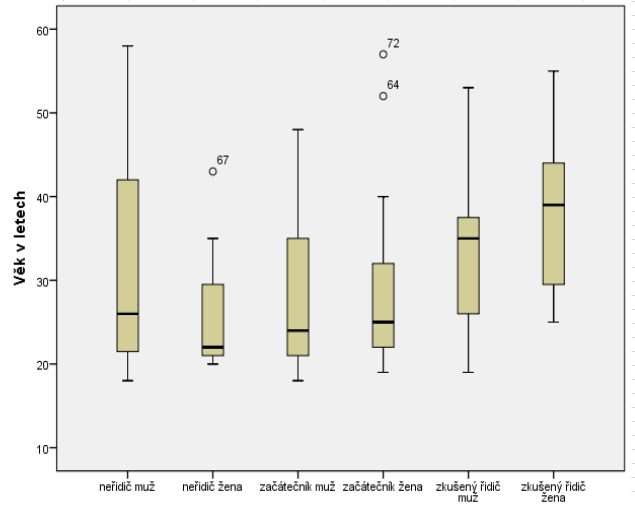 60
72
64
50
67
40
Věk v letech
30
20
10
neřidič muž
neřidič žena
začátečník muž
začátečník žena
zkušený řidič
muž
zkušený řidič
žena